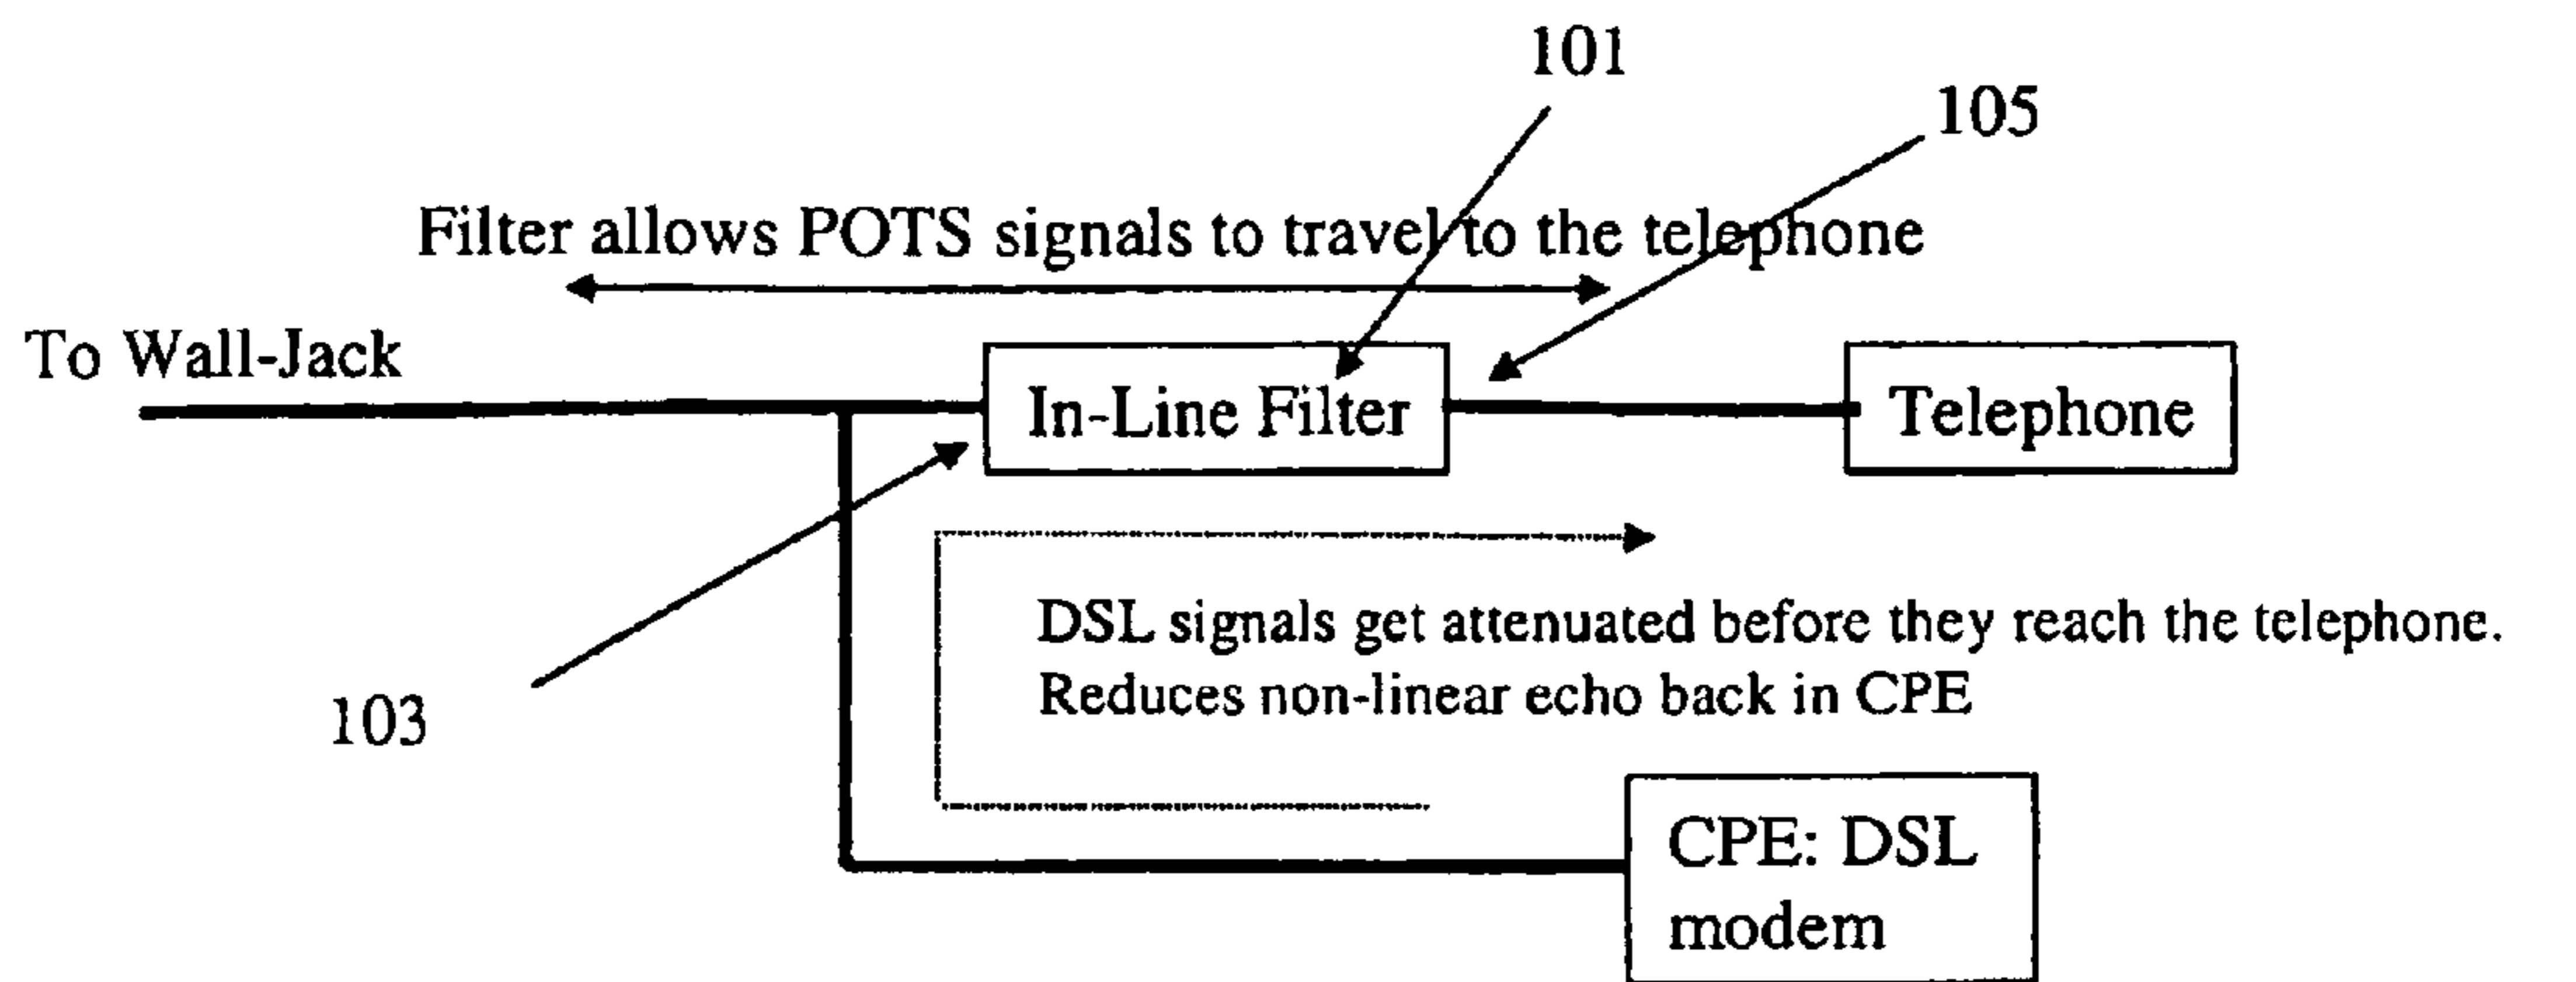 101
105
Filter allows POTS signals to travel to the telephone
To Wall-Jack
In-Line Filter
Telephone
103
DSL signals get attenuated before they reach the telephone.
Reduces non-linear echo back in CPE
CPE: DSL
modem